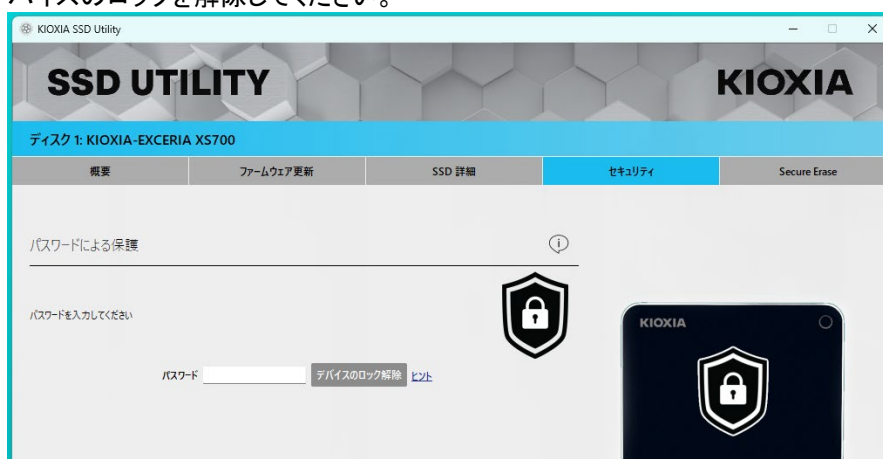 バイスのロックを解除してください。
KIOXIA SSD Utility
SSD UTILITY
KIOXIA
ディスク 1: KIOXIA-EXCERIA XS700
概要 ファームウェア更新 SSD 詳細 セキュリティ Secure Erase
パスワードによる保護
パスワードを入力してください
KIOXIA
パスワード デバイスのロック解除 ヒント